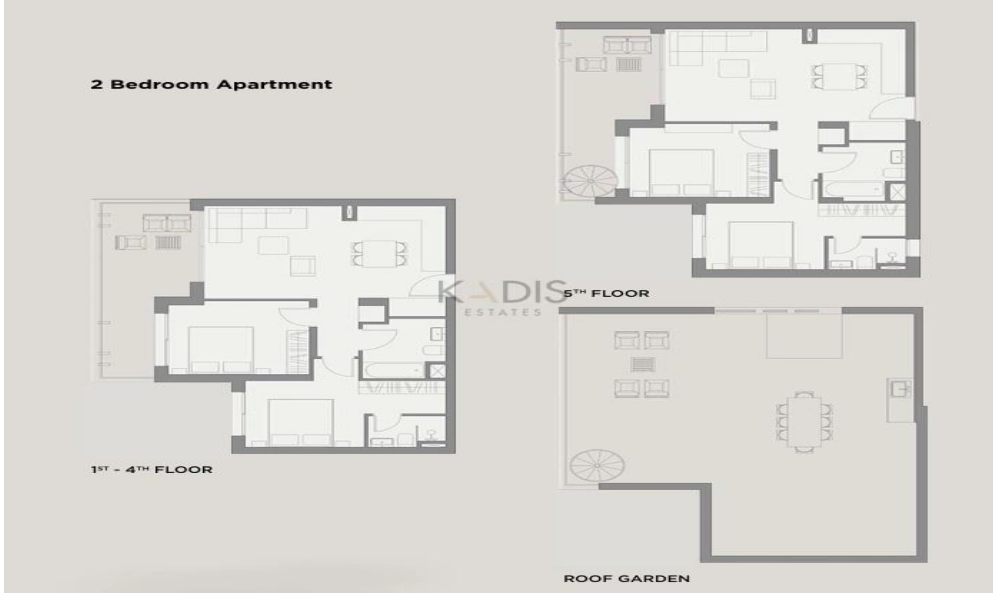 2 Bedroom Apartment
5TH FLOOR
KADIS
ESTATES
1ST - 4TH FLOOR
ROOF GARDEN